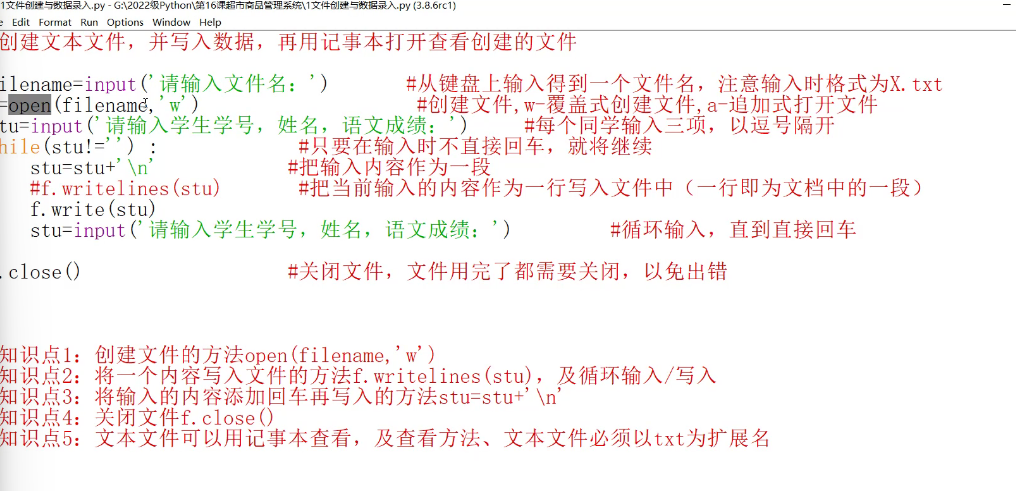 1文件创建与数据录入.py - G:\2022级Python\第16课超市商品管理系统\1文件创建与数据录入.py (3.8.6rc1)
e Edit Format Run Options Window Help
创建文本文件，并写入数据，再用记事本打开查看创建的文件
ilename=input('请输入文件名：') #从键盘上输入得到一个文件名，注意输入时格式为X.txt
=open(filename,'w') #创建文件,w-覆盖式创建文件,a-追加式打开文件
tu=input('请输入学生学号，姓名，语文成绩：') #每个同学输入三项，以逗号隔开
hile(stu!='') : #只要在输入时不直接回车，就将继续
stu=stu+'\n' #把输入内容作为一段
#f.writelines(stu) #把当前输入的内容作为一行写入文件中（一行即为文档中的一段）
f.write(stu)
stu=input('请输入学生学号，姓名，语文成绩：') #循环输入，直到直接回车
.close() #关闭文件，文件用完了都需要关闭，以免出错
知识点1：创建文件的方法open(filename,'w')
知识点2：将一个内容写入文件的方法f.writelines(stu)，及循环输入/写入
知识点3：将输入的内容添加回车再写入的方法stu=stu+'\n'
知识点4：关闭文件f.close()
知识点5：文本文件可以用记事本查看，及查看方法、文本文件必须以txt为扩展名